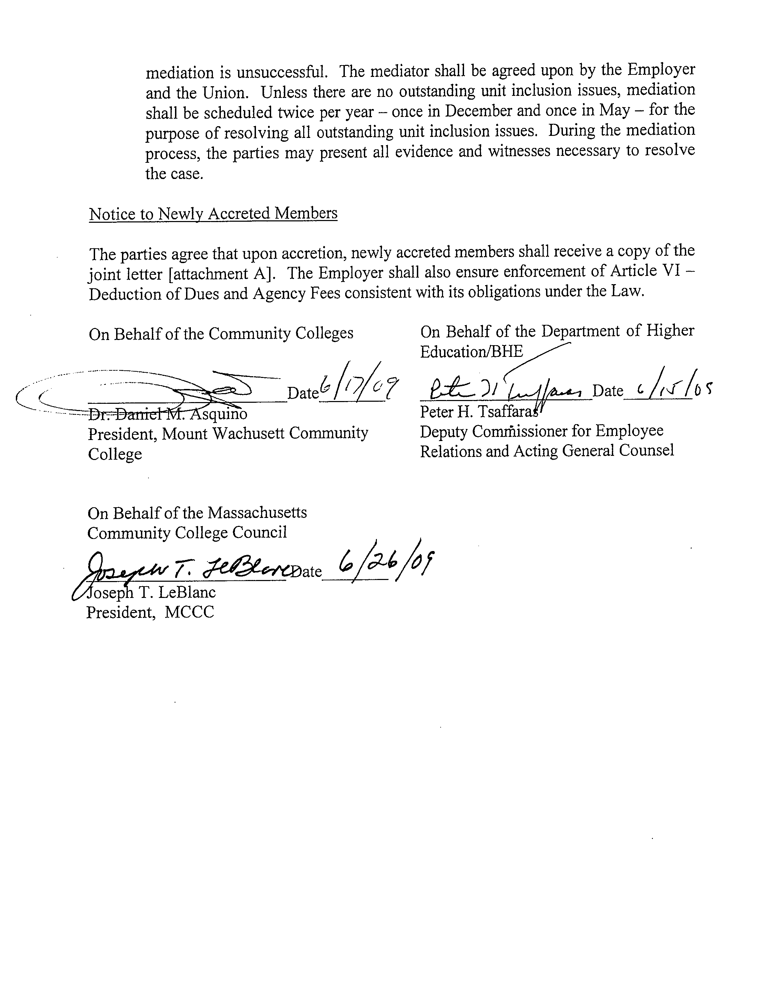 mediation is unsuccessful. The mediator shall be agreed upon by the Employer
and the Union. Unless there are no outstanding unit inclusion issues, mediation
shall be scheduled twice per year – once in December and once in May – for the
purpose of resolving all outstanding unit inclusion issues. During the mediation
process, the parties may present all evidence and witnesses necessary to resolve
the case.
Notice to Newly Accreted Members
The parties agree that upon accretion, newly accreted members shall receive a copy of the
joint letter [attachment A]. The Employer shall also ensure enforcement of Article VI –
Deduction of Dues and Agency Fees consistent with its obligations under the Law.
On Behalf of the Community Colleges
Date 6/17/09
Dr. Daniel M. Asquino
President, Mount Wachusett Community
College
On Behalf of the Department of Higher
Education/BHE
Peter H Tsaffaras Date 6/15/09
Peter H. Tsaffaras
Deputy Commissioner for Employee
Relations and Acting General Counsel
On Behalf of the Massachusetts
Community College Council
Joseph T. LeBlanc Date 6/26/09
Joseph T. LeBlanc
President, MCCC